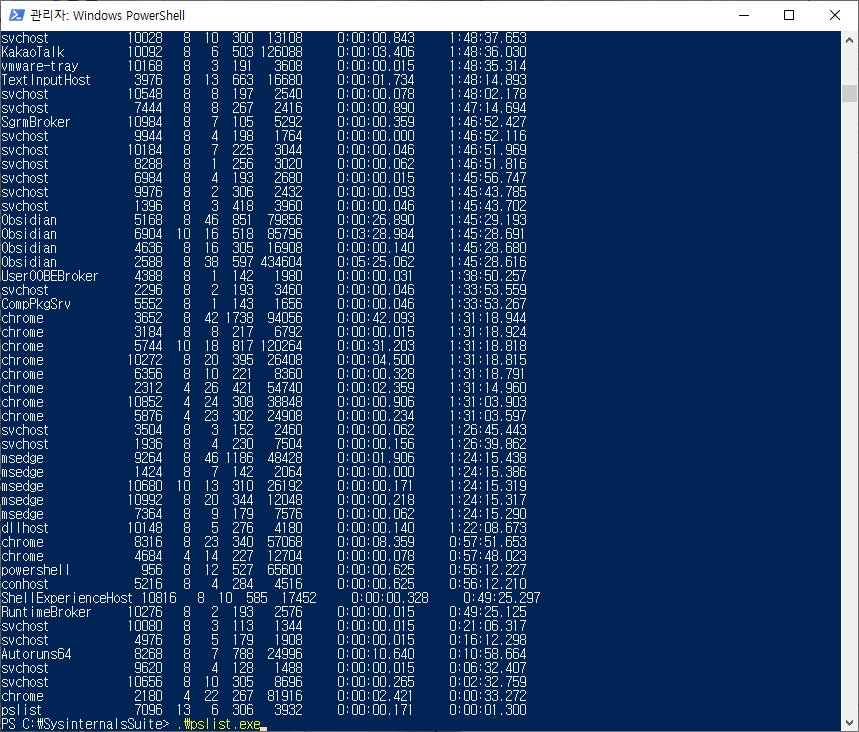 관리자: Windows PowerShell
svchost 10028 8 10 300 13108 0:00:00.843 1:48:37.653
KakaoTalk 10092 8 6 503 126088 0:00:03.406 1:48:36.030
vmware-tray 10168 8 3 191 3608 0:00:00.015 1:48:35.314
TextInputHost 3976 8 13 663 16680 0:00:01.734 1:48:14.893
svchost 10548 8 8 197 2540 0:00:00.078 1:48:02.178
svchost 7444 8 8 267 2416 0:00:00.890 1:47:14.694
SgrmBroker 10984 8 7 105 5292 0:00:00.359 1:46:52.427
svchost 9944 8 4 198 1764 0:00:00.000 1:46:52.116
svchost 10184 8 7 225 3044 0:00:00.046 1:46:51.969
svchost 8288 8 1 256 3020 0:00:00.062 1:46:51.816
svchost 6984 8 4 193 2680 0:00:00.015 1:45:56.747
svchost 9976 8 2 306 2432 0:00:00.093 1:45:43.785
svchost 1396 8 3 418 3960 0:00:00.046 1:45:43.702
Obsidian 5168 8 46 851 79856 0:00:26.890 1:45:29.193
Obsidian 6904 10 16 518 85796 0:03:28.984 1:45:28.691
Obsidian 4636 8 16 305 16908 0:00:00.140 1:45:28.680
Obsidian 2588 8 38 597 434604 0:05:25.062 1:45:28.616
UserOOBEBroker 4388 8 1 142 1980 0:00:00.031 1:38:50.257
svchost 2296 8 2 193 3460 0:00:00.046 1:33:53.559
CompPkgSrv 5552 8 1 143 1656 0:00:00.046 1:33:53.267
chrome 3652 8 42 1738 94056 0:00:42.093 1:31:18.944
chrome 3184 8 8 217 6792 0:00:00.015 1:31:18.924
chrome 5744 10 18 817 120264 0:00:31.203 1:31:18.818
chrome 10272 8 20 395 26408 0:00:04.500 1:31:18.815
chrome 6356 8 10 221 8360 0:00:00.328 1:31:18.791
chrome 2312 4 26 421 54740 0:00:02.359 1:31:14.960
chrome 10852 4 24 308 38848 0:00:00.906 1:31:03.903
chrome 5876 4 23 302 24908 0:00:00.234 1:31:03.597
svchost 3504 8 3 152 2460 0:00:00.062 1:26:45.443
svchost 1936 8 4 230 7504 0:00:00.156 1:26:39.862
msedge 9264 8 46 1186 48428 0:00:01.906 1:24:15.438
msedge 1424 8 7 142 2064 0:00:00.000 1:24:15.386
msedge 10680 10 13 310 26192 0:00:00.171 1:24:15.319
msedge 10992 8 20 344 12048 0:00:00.218 1:24:15.317
msedge 7364 8 9 179 7576 0:00:00.062 1:24:15.290
dllhost 10148 8 5 276 4180 0:00:00.140 1:22:08.673
chrome 8316 8 23 340 57068 0:00:08.359 0:57:51.653
chrome 4684 4 14 227 12704 0:00:00.078 0:57:48.023
powershell 956 8 12 527 65600 0:00:00.625 0:56:12.227
conhost 5216 8 4 284 4516 0:00:00.625 0:56:12.210
ShellExperienceHost 10816 8 10 585 17452 0:00:00.328 0:49:25.297
RuntimeBroker 10276 8 2 193 2576 0:00:00.015 0:49:25.125
svchost 10080 8 3 113 1344 0:00:00.015 0:21:06.317
svchost 4976 8 5 179 1908 0:00:00.015 0:16:12.298
Autoruns64 8268 8 7 788 24996 0:00:10.640 0:10:58.664
svchost 9620 8 4 128 1488 0:00:00.015 0:06:32.407
svchost 10656 8 10 305 8696 0:00:00.265 0:02:32.759
chrome 2180 4 22 267 81916 0:00:02.421 0:00:33.272
pslist 7096 13 6 306 3932 0:00:00.171 0:00:01.300
PS C:₩SysinternalsSuite> .₩pslist.exe